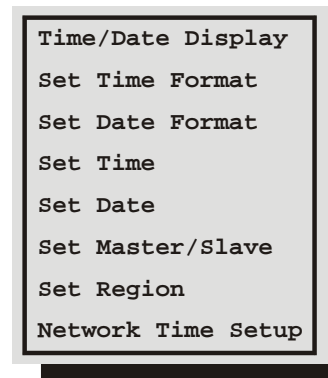 Time/Date Display
Set Time Format
Set Date Format
Set Time
Set Date
Set Master/Slave
Set Region
Network Time Setup